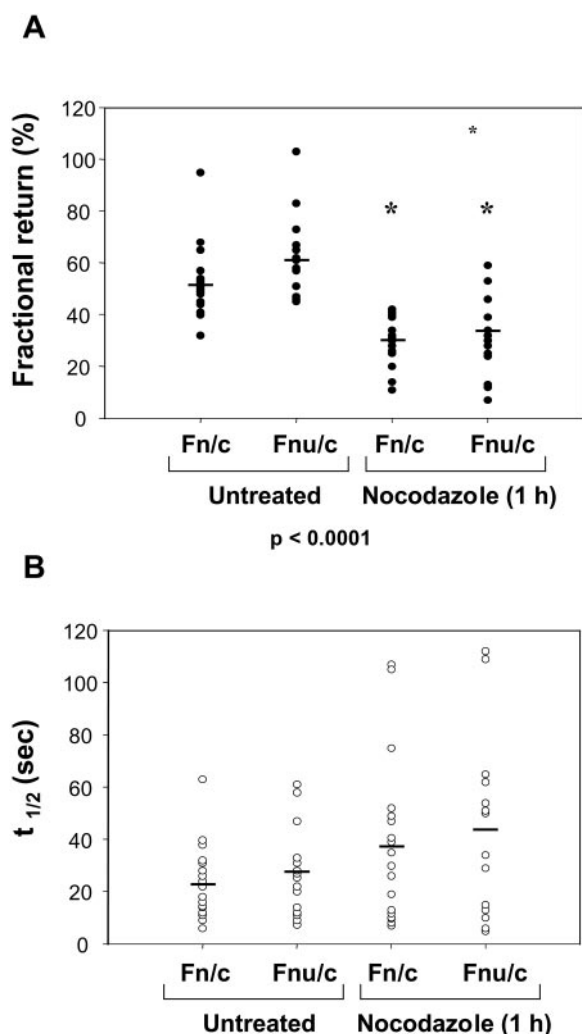 A
Fractional return (%)
120
100
80
60
40
20
0
*
* *
Fn/c Fnu/c Fn/c Fnu/c
Untreated Nocodazole (1 h)
p < 0.0001
B
t 1/2 (sec)
120
100
80
60
40
20
0
Fn/c Fnu/c Fn/c Fnu/c
Untreated Nocodazole (1 h)